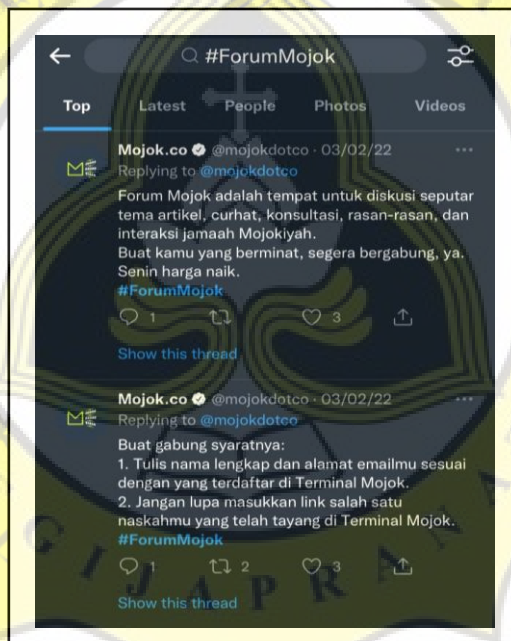 #ForumMojok
Top Latest People Photos Videos
Mojok.co @mojokdotco · 03/02/22
Replying to @mojokdotco
Forum Mojok adalah tempat untuk diskusi seputar
tema artikel, curhat, konsultasi, rasan-rasan, dan
interaksi jamaah Mojokiyah.
Buat kamu yang berminat, segera bergabung, ya.
Senin harga naik.
#ForumMojok
1 3
Show this thread
Mojok.co @mojokdotco · 03/02/22
Replying to @mojokdotco
Buat gabung syaratnya:
1. Tulis nama lengkap dan alamat emailmu sesuai
dengan yang terdaftar di Terminal Mojok.
2. Jangan lupa masukkan link salah satu
naskahmu yang telah tayang di Terminal Mojok.
#ForumMojok
1 2 3
Show this thread
GIJAPRANA